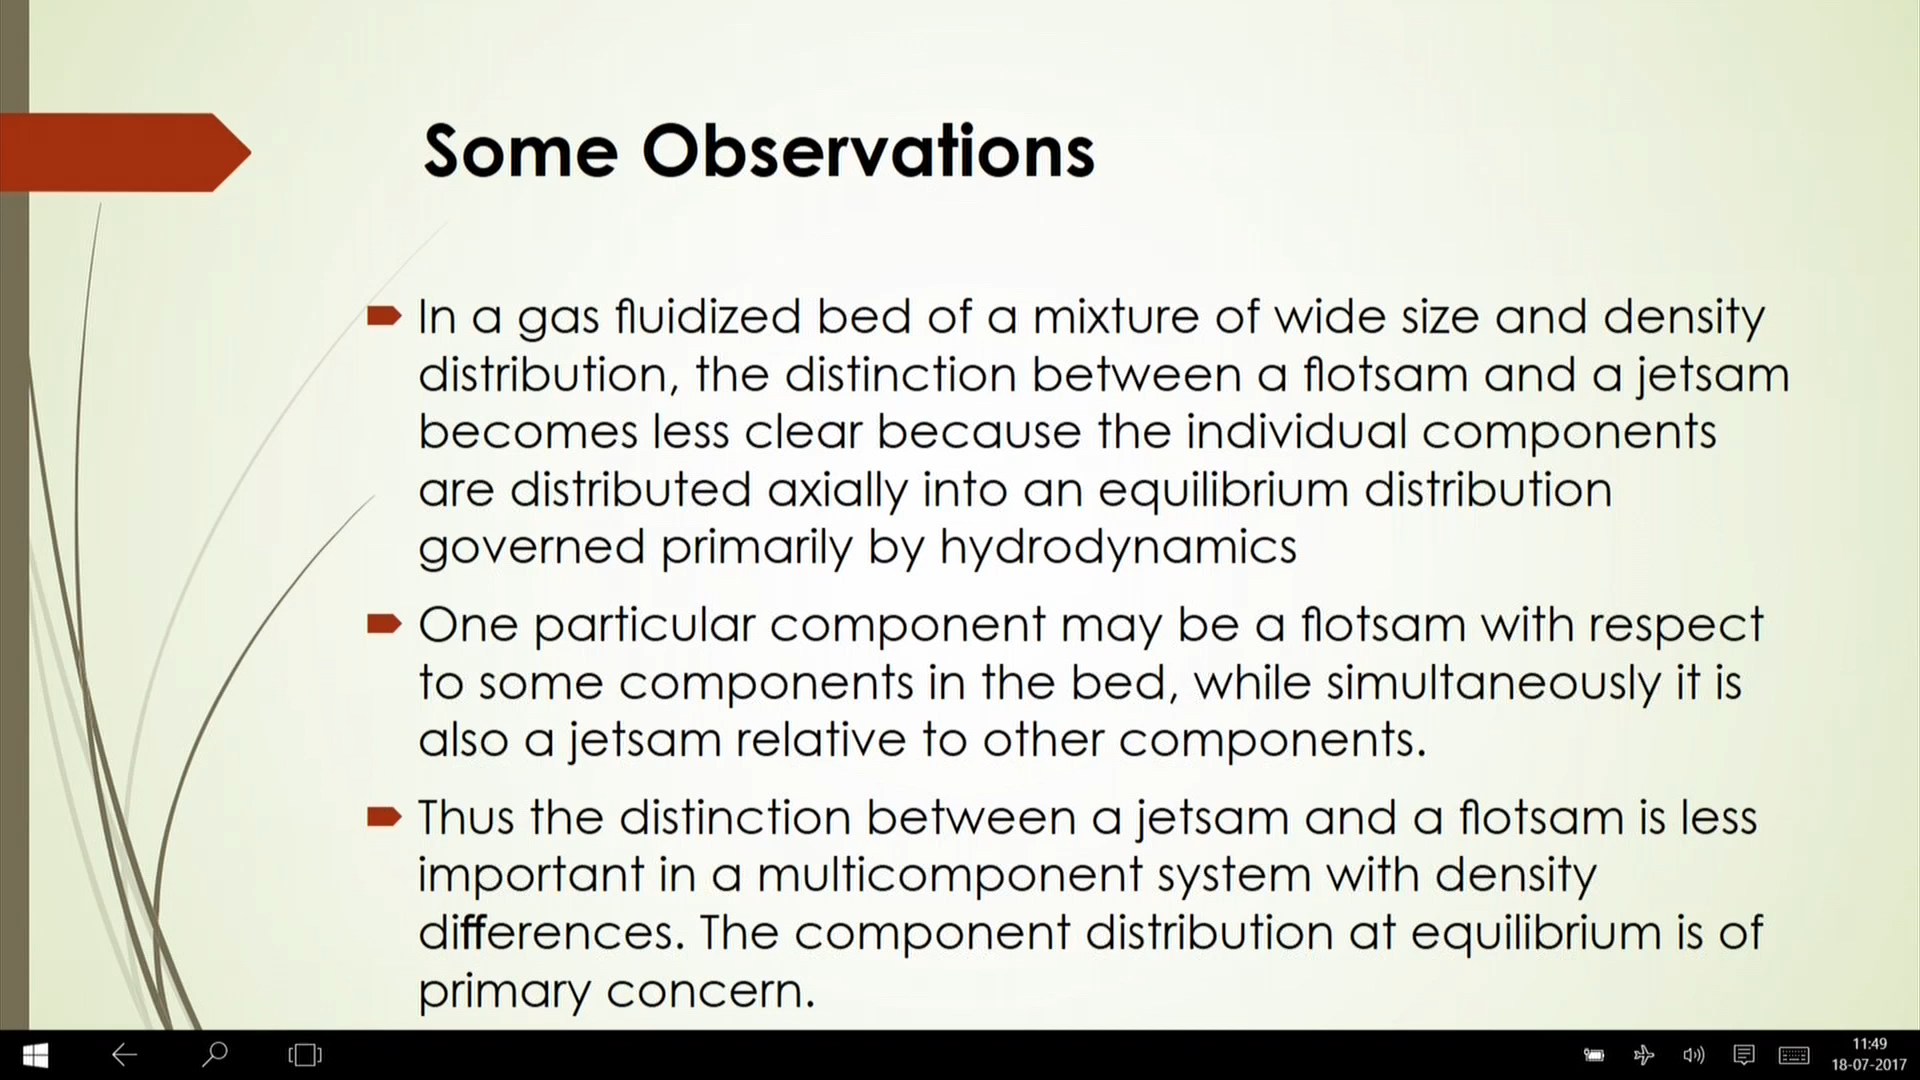 Some Observations
In a gas fluidized bed of a mixture of wide size and density
distribution, the distinction between a flotsam and a jetsam
becomes less clear because the individual components
are distributed axially into an equilibrium distribution
governed primarily by hydrodynamics
One particular component may be a flotsam with respect
to some components in the bed, while simultaneously it is
also a jetsam relative to other components.
Thus the distinction between a jetsam and a flotsam is less
important in a multicomponent system with density
differences. The component distribution at equilibrium is of
primary concern.
11:49
18-07-2017